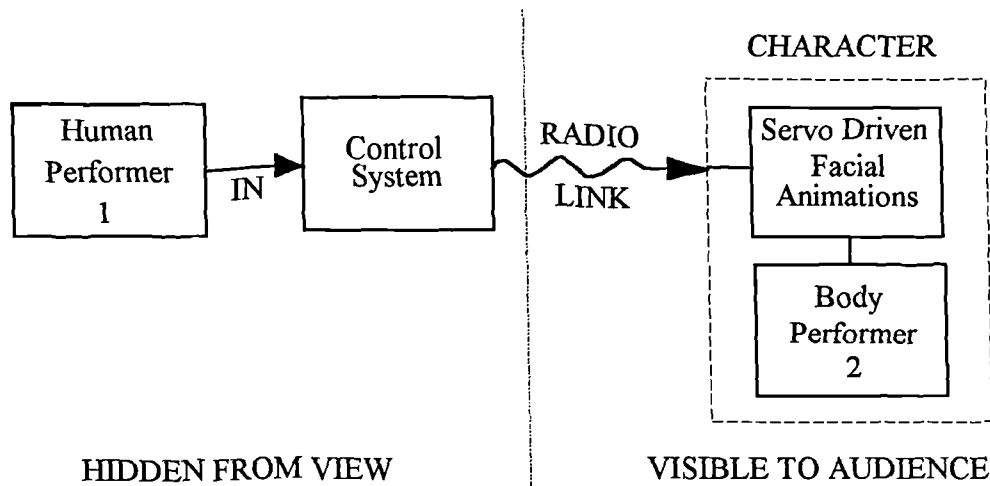 CHARACTER
Human
Performer
1
IN
Control
System
RADIO
LINK
Servo Driven
Facial
Animations
Body
Performer
2
HIDDEN FROM VIEW
VISIBLE TO AUDIENCE